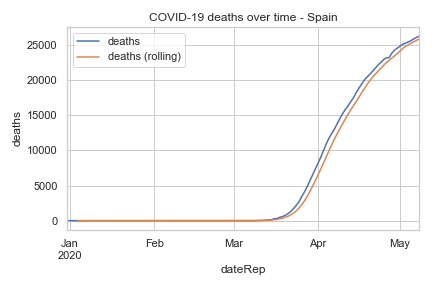 COVID-19 deaths over time - Spain
deaths
deaths (rolling)
25000
20000
15000
10000
5000
0
deaths
Jan
2020
Feb
Mar
Apr
May
dateRep